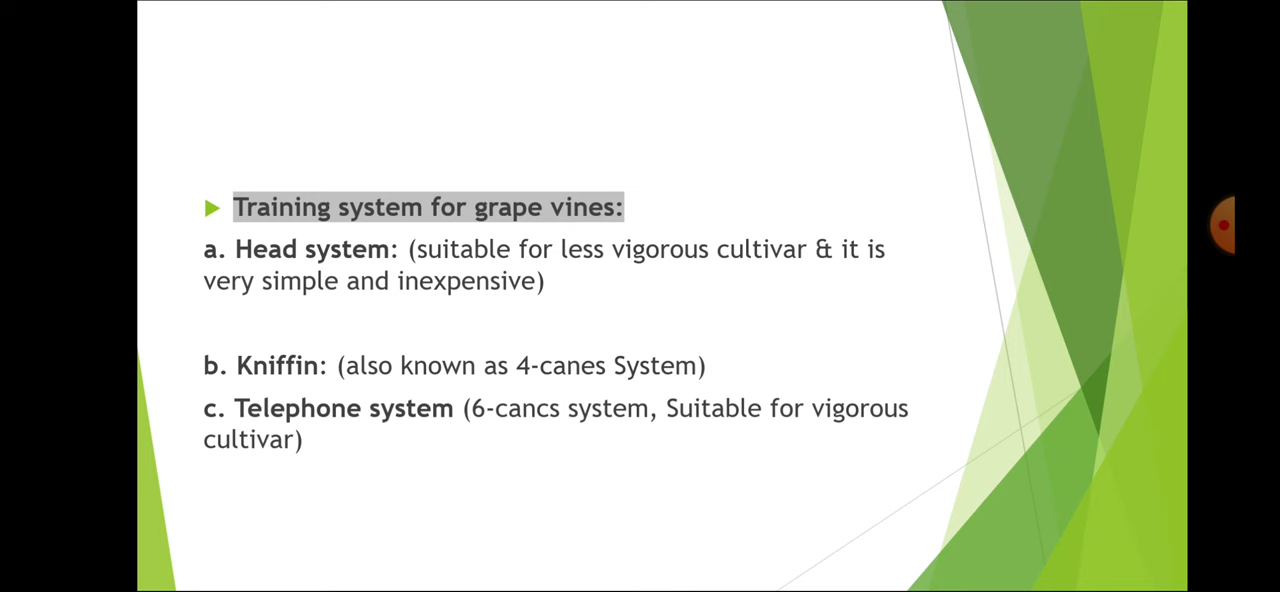 Training system for grape vines:
a. Head system: (suitable for less vigorous cultivar & it is
very simple and inexpensive)
b. Kniffin: (also known as 4-canes System)
c. Telephone system (6-cancs system, Suitable for vigorous
cultivar)